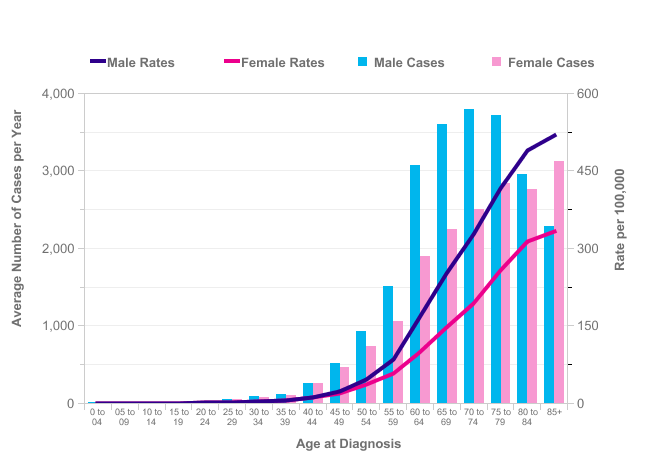 Male Rates Female Rates Male Cases Female Cases
4,000 600
3,000 450
2,000 300
1,000 150
0 0
Average Number of Cases per Year
Rate per 100,000
0 to 04
05 to 09
10 to 14
15 to 19
20 to 24
25 to 29
30 to 34
35 to 39
40 to 44
45 to 49
50 to 54
55 to 59
60 to 64
65 to 69
70 to 74
75 to 79
80 to 84
85+
Age at Diagnosis